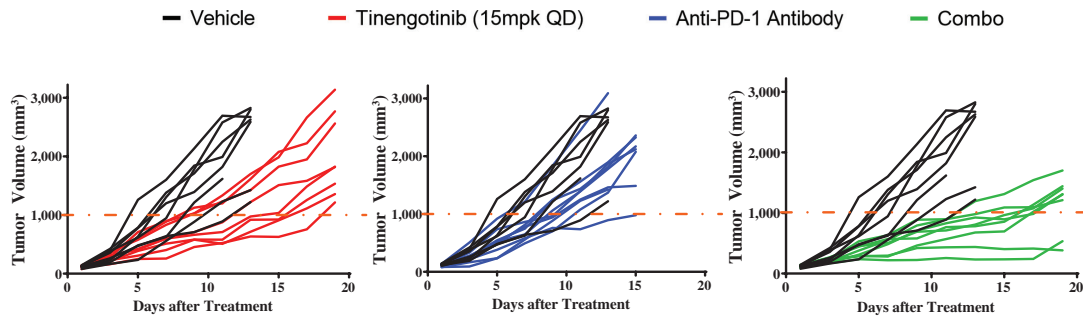 Vehicle
Tinengotinib (15mpk QD)
Anti-PD-1 Antibody
Combo
Tumor Volume (mm³)
3,000
2,000
1,000
0
0 5 10 15 20
Days after Treatment
Tumor Volume (mm³)
3,000
2,000
1,000
0
0 5 10 15 20
Days after Treatment
Tumor Volume (mm³)
3,000
2,000
1,000
0
0 5 10 15 20
Days after Treatment